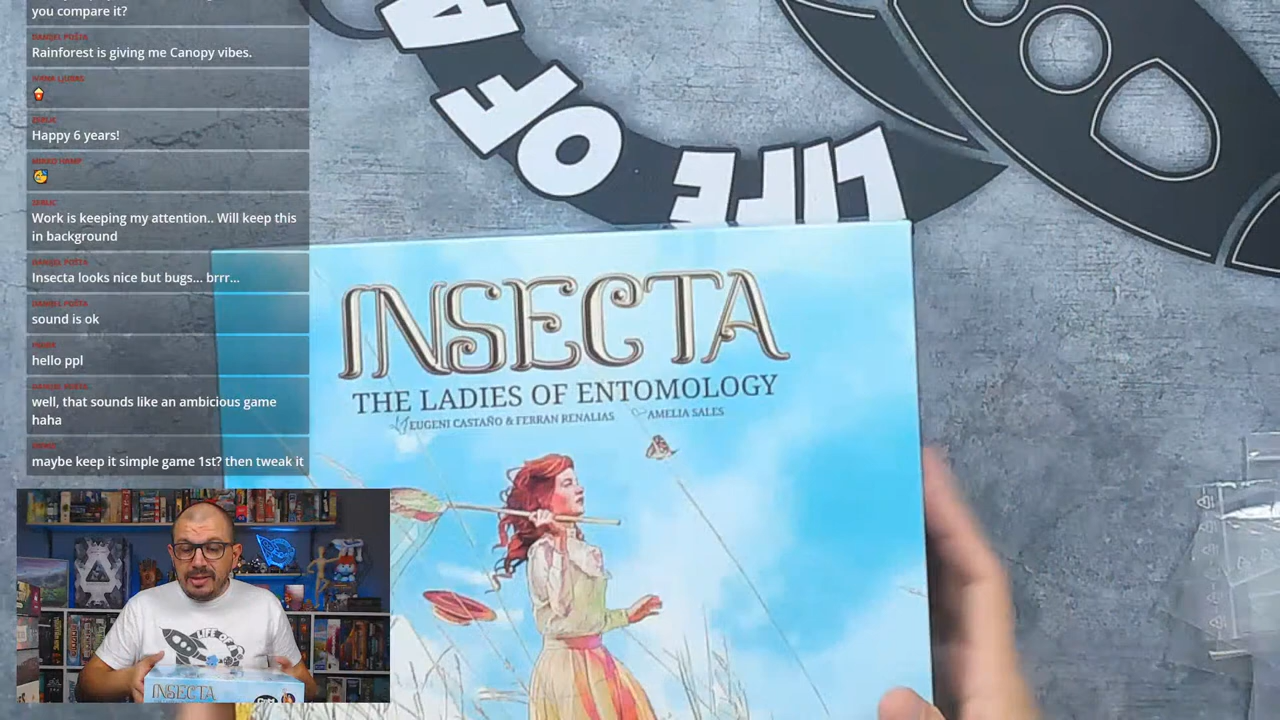 you compare it?
Rainforest is giving me Canopy vibes.
Happy 6 years!
Work is keeping my attention.. Will keep this
in background
Insecta looks nice but bugs... brrr...
sound is ok
hello ppl
well, that sounds like an ambicious game
haha
maybe keep it simple game 1st? then tweak it
LIFE OF A
INSECTA
THE LADIES OF ENTOMOLOGY
EUGENI CASTAÑO & FERRAN RENALIAS
AMELIA SALES
LIFE OF
INSECTA